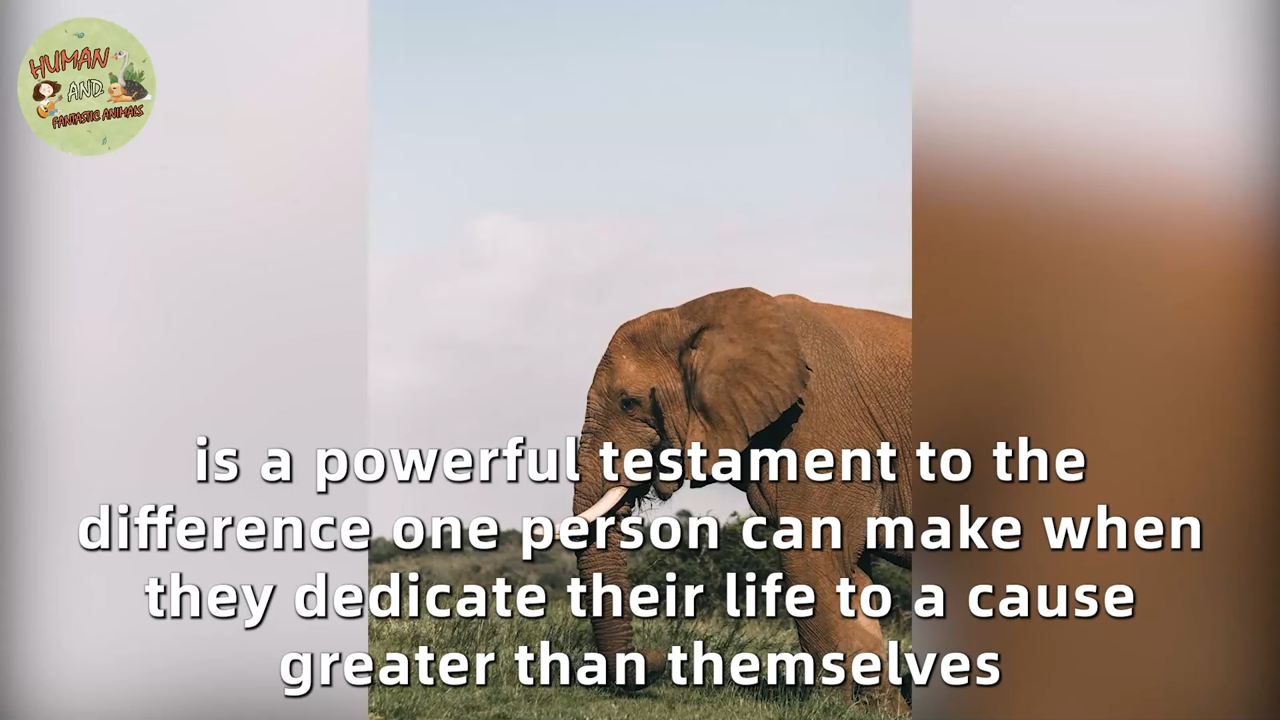 HUMAN
AND
FANTASTIC ANIMALS
is a powerful testament to the
difference one person can make when
they dedicate their life to a cause
greater than themselves